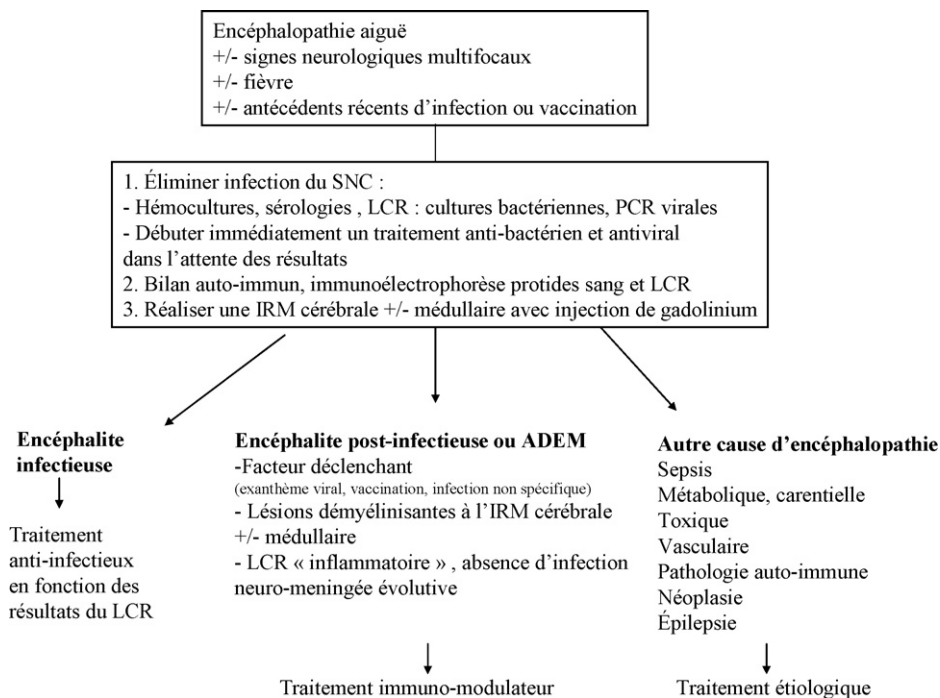 Encéphalopathie aiguë
+/- signes neurologiques multifocaux
+/- fièvre
+/- antécédents récents d'infection ou vaccination
1. Éliminer infection du SNC :
- Hémocultures, sérologies , LCR : cultures bactériennes, PCR virales
- Débuter immédiatement un traitement anti-bactérien et antiviral
dans l'attente des résultats
2. Bilan auto-immun, immunoélectrophorèse protides sang et LCR
3. Réaliser une IRM cérébrale +/- médullaire avec injection de gadolinium
Encéphalite
infectieuse
Traitement
anti-infectieux
en fonction des
résultats du LCR
Encéphalite post-infectieuse ou ADEM
-Facteur déclenchant
(exanthème viral, vaccination, infection non spécifique)
- Lésions démyélinisantes à l'IRM cérébrale
+/- médullaire
- LCR « inflammatoire » , absence d'infection
neuro-meningée évolutive
Traitement immuno-modulateur
Autre cause d'encéphalopathie
Sepsis
Métabolique, carentielle
Toxique
Vasculaire
Pathologie auto-immune
Néoplasie
Épilepsie
Traitement étiologique